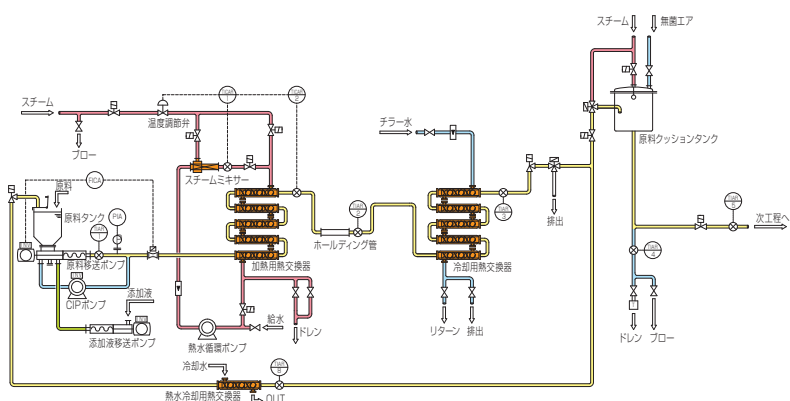 スチーム
無菌エア
スチーム
チラー水
原料クッションタンク
温度調節弁
ブロー
原料
FICA
スチームミキサー
原料タンク
PIA
排出
次工程へ
ホールディング管
原料移送ポンプ
加熱用熱交換器
冷却用熱交換器
CIPポンプ
添加液
給水
ドレン
リターン
排出
ドレン
ブロー
添加液移送ポンプ
熱水循環ポンプ
冷却水
熱水冷却用熱交換器
OUT